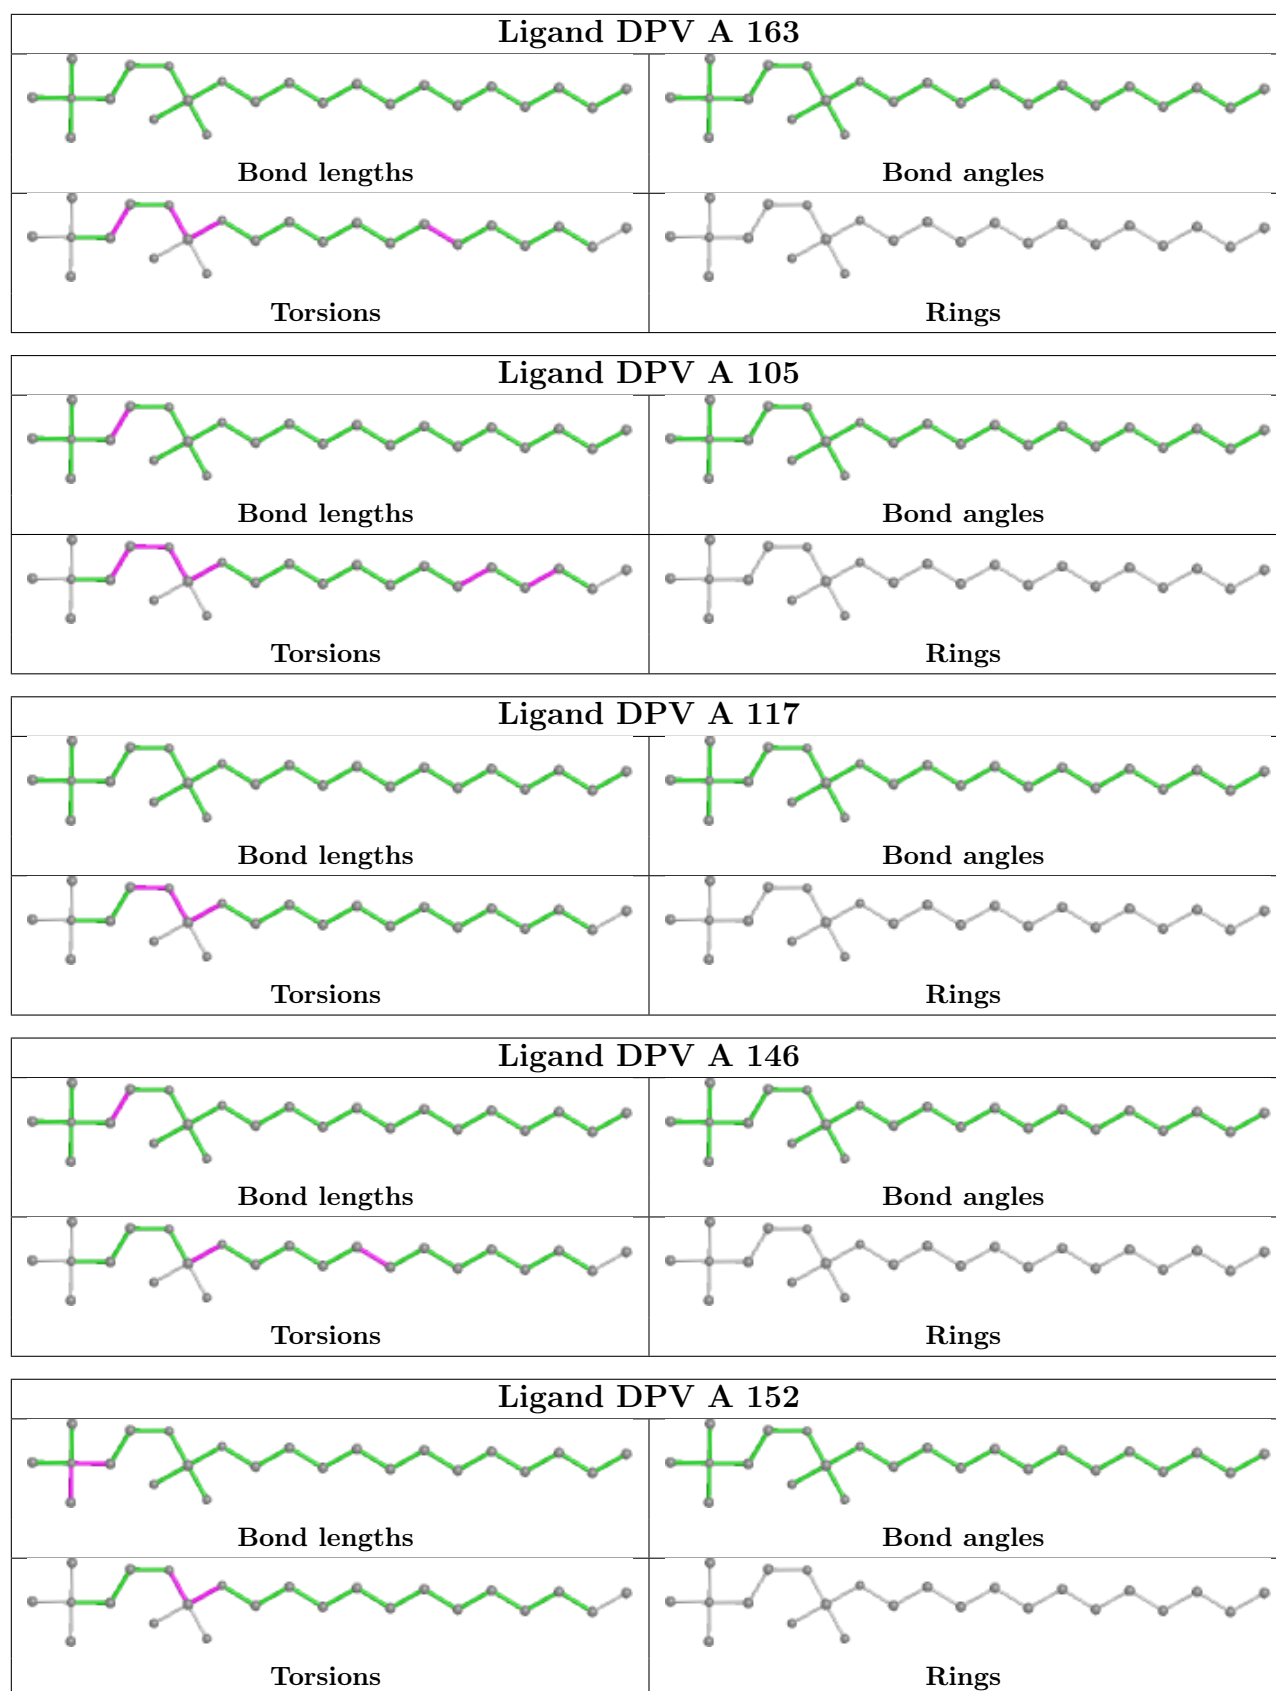 Ligand DPV A 163
Bond lengths
Bond angles
Torsions
Rings
Ligand DPV A 105
Bond lengths
Bond angles
Torsions
Rings
Ligand DPV A 117
Bond lengths
Bond angles
Torsions
Rings
Ligand DPV A 146
Bond lengths
Bond angles
Torsions
Rings
Ligand DPV A 152
Bond lengths
Bond angles
Torsions
Rings